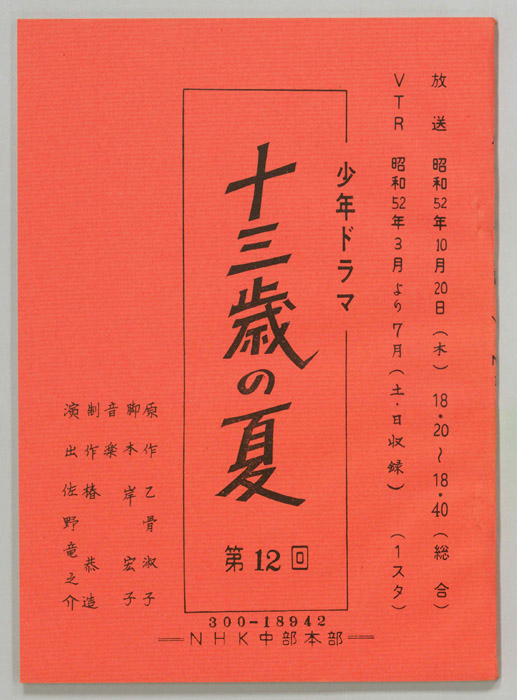 放送 昭和52年10月20日(木) 18・20〜18・40(総合)
VTR 昭和52年3月より7月(土・日収録) (1スタ)
少年ドラマ
十三歳の夏
第12回
原作 乙骨淑子
脚本 岸宏子
音楽
制作 椿恭造
演出 佐野竜之介
300-18942
NHK中部本部